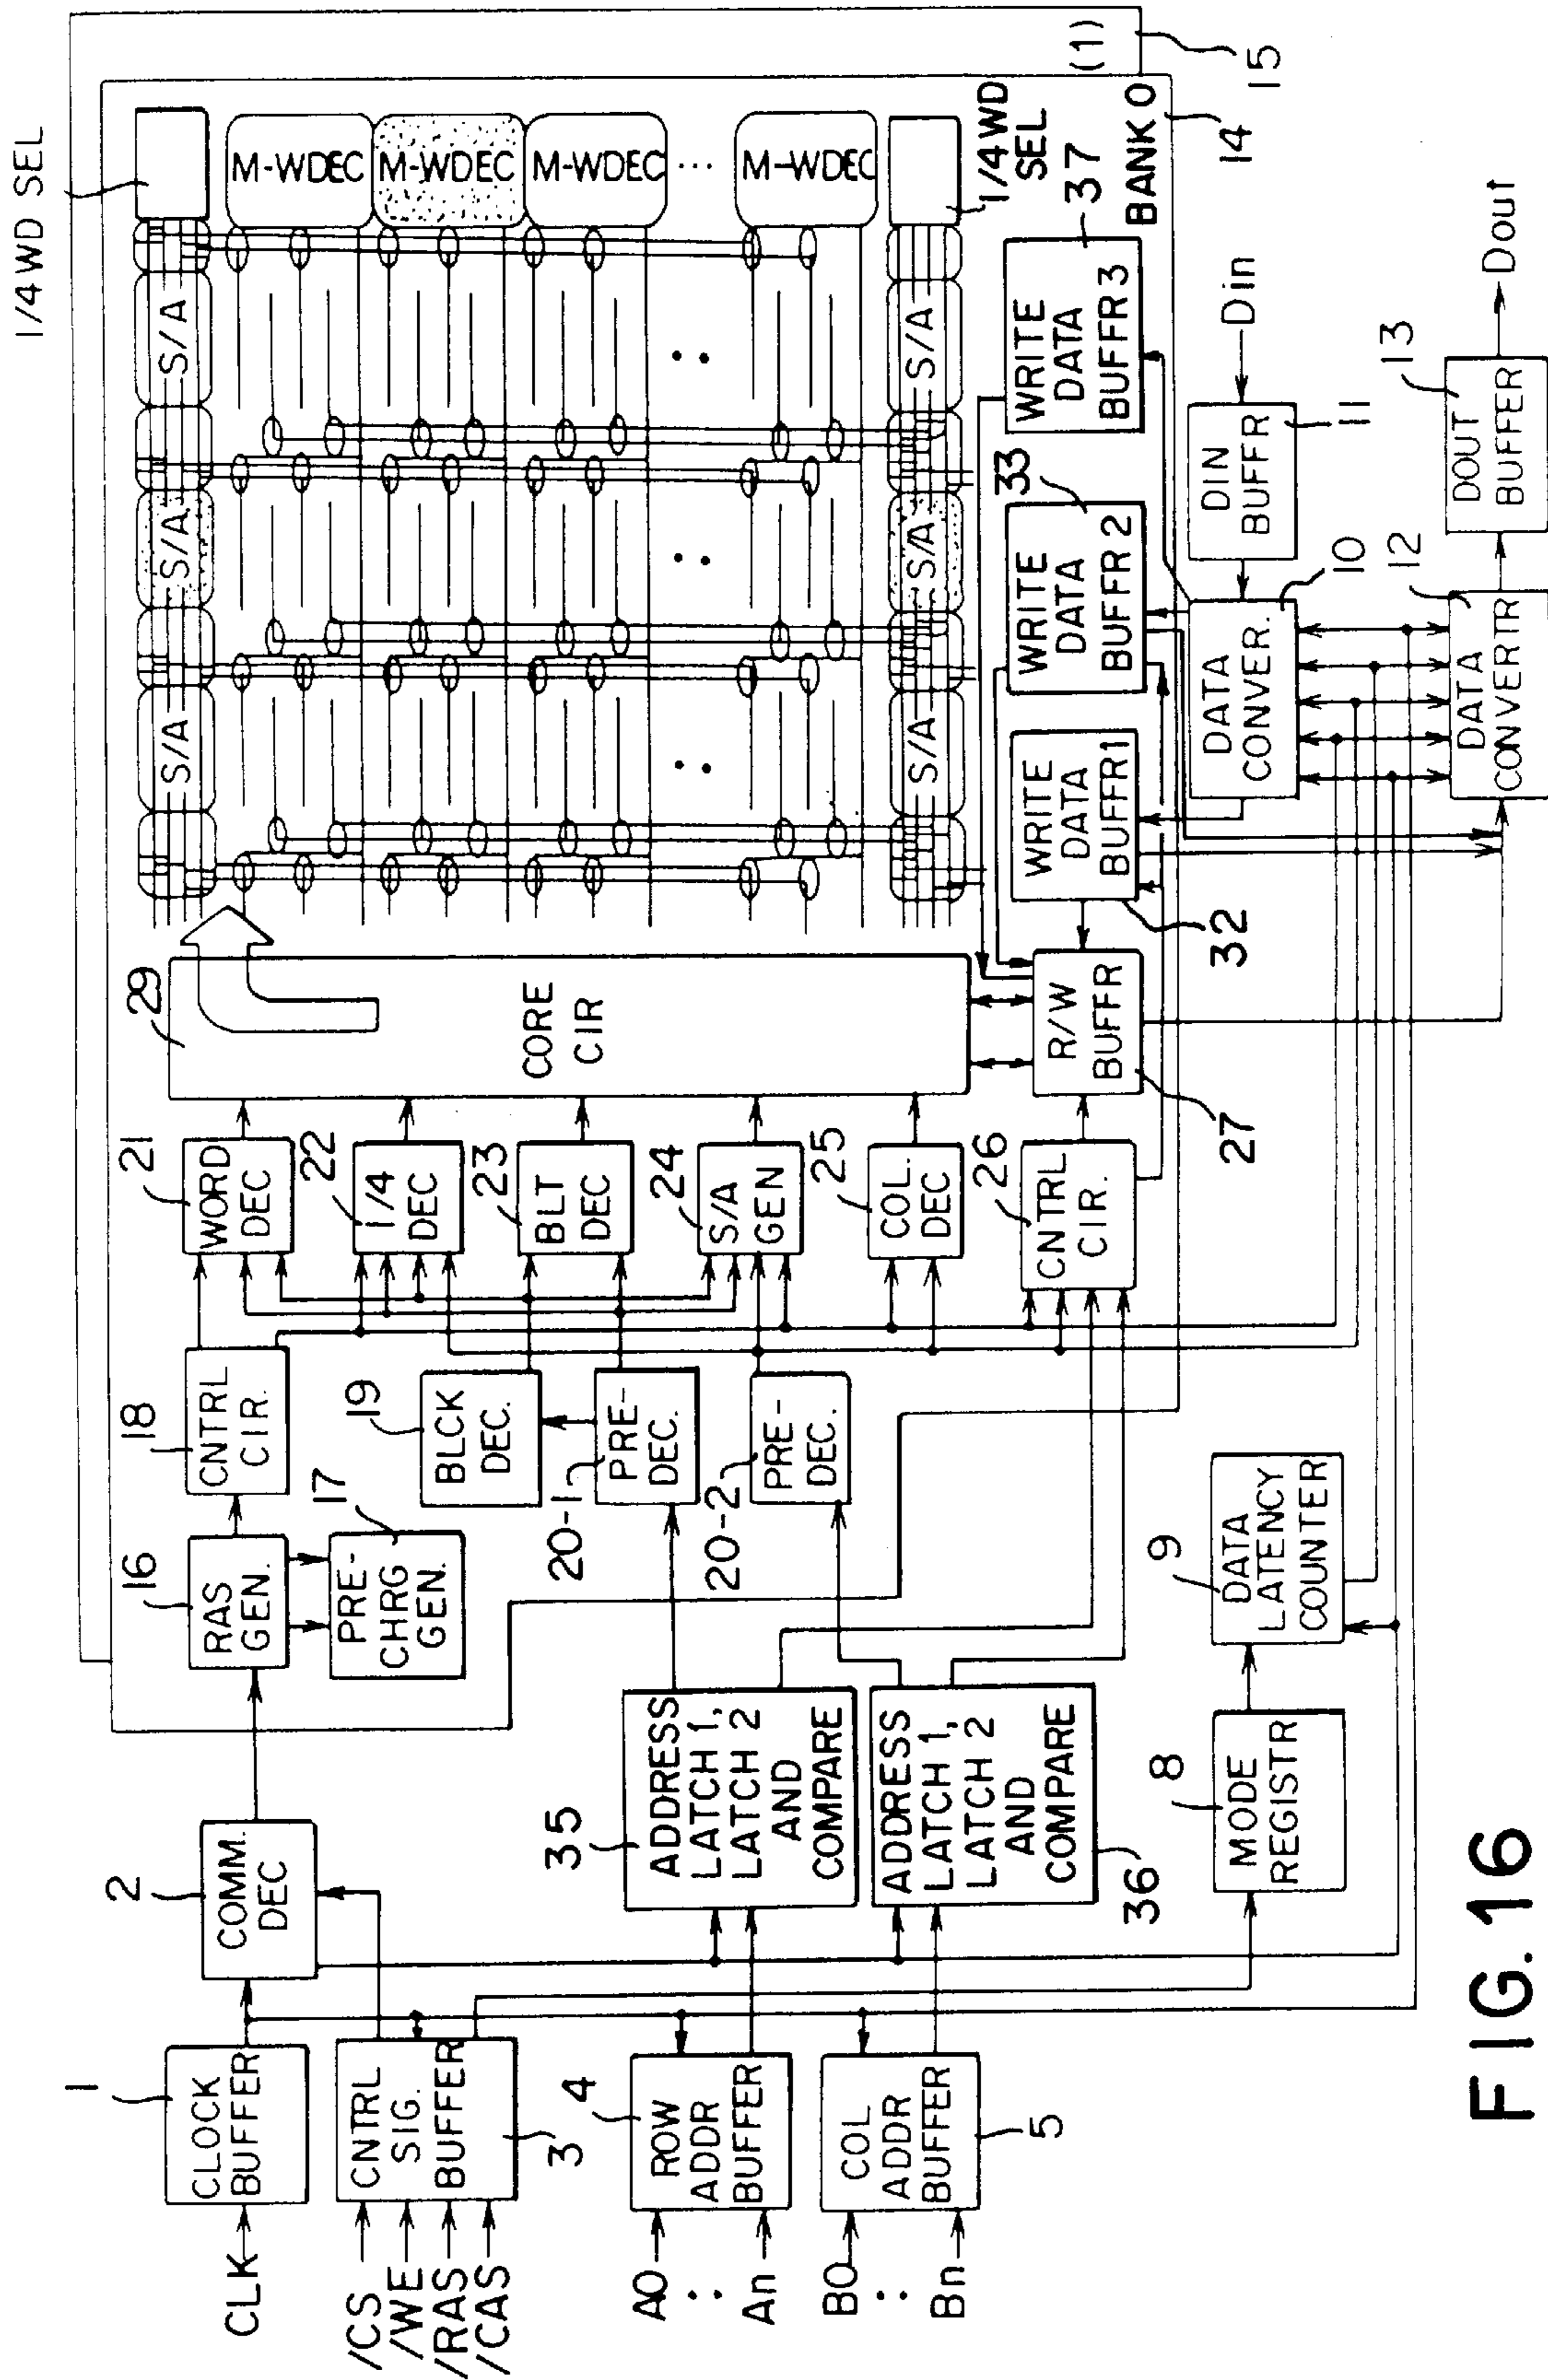 1/4 WD SEL
1
CLOCK
BUFFER
CLK
2
COMM.
DEC
/CS
/WE
/RAS
/CAS
CNTRL
SIG.
BUFFER
3
A0
:
An
4
ROW
ADDR
BUFFER
B0
:
Bn
COL
ADDR
BUFFER
5
35
ADDRESS
LATCH 1,
LATCH 2
AND
COMPARE
ADDRESS
LATCH 1,
LATCH 2
AND
COMPARE
36
8
MODE
REGISTR
9
DATA
LATENCY
COUNTER
16
RAS
GEN.
17
PRE-
CHRG
GEN.
18
CNTRL
CIR.
19
BLCK
DEC.
20-1
PRE-
DEC.
20-2
PRE-
DEC.
21
WORD
DEC
22
1/4
DEC
23
BLT
DEC
24
S/A
GEN
25
COL.
DEC
26
CNTRL
CIR.
29
CORE
CIR
R/W
BUFFR
27
S/A
S/A
S/A
M-WDEC
M-WDEC
M-WDEC
...
M-WDEC
:
:
:
S/A
S/A
S/A
1/4WD
SEL
WRITE
DATA
BUFFR1
32
WRITE
DATA
BUFFR 2
33
WRITE
DATA
BUFFR 3
37
BANK 0
(1)
14
15
DATA
CONVER.
10
DIN
BUFFR
11
Din
DATA
CONVERTR
12
DOUT
BUFFER
13
Dout
FIG. 16